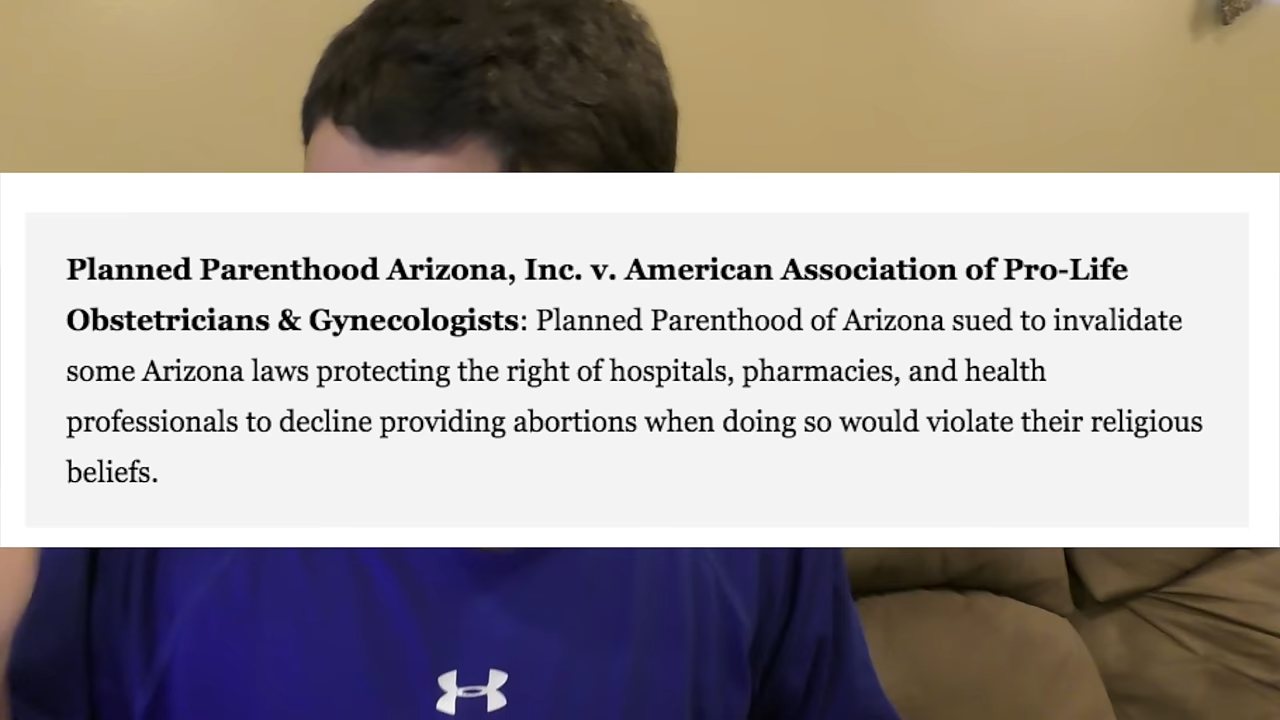 Planned Parenthood Arizona, Inc. v. American Association of Pro-Life
Obstetricians & Gynecologists: Planned Parenthood of Arizona sued to invalidate
some Arizona laws protecting the right of hospitals, pharmacies, and health
professionals to decline providing abortions when doing so would violate their religious
beliefs.